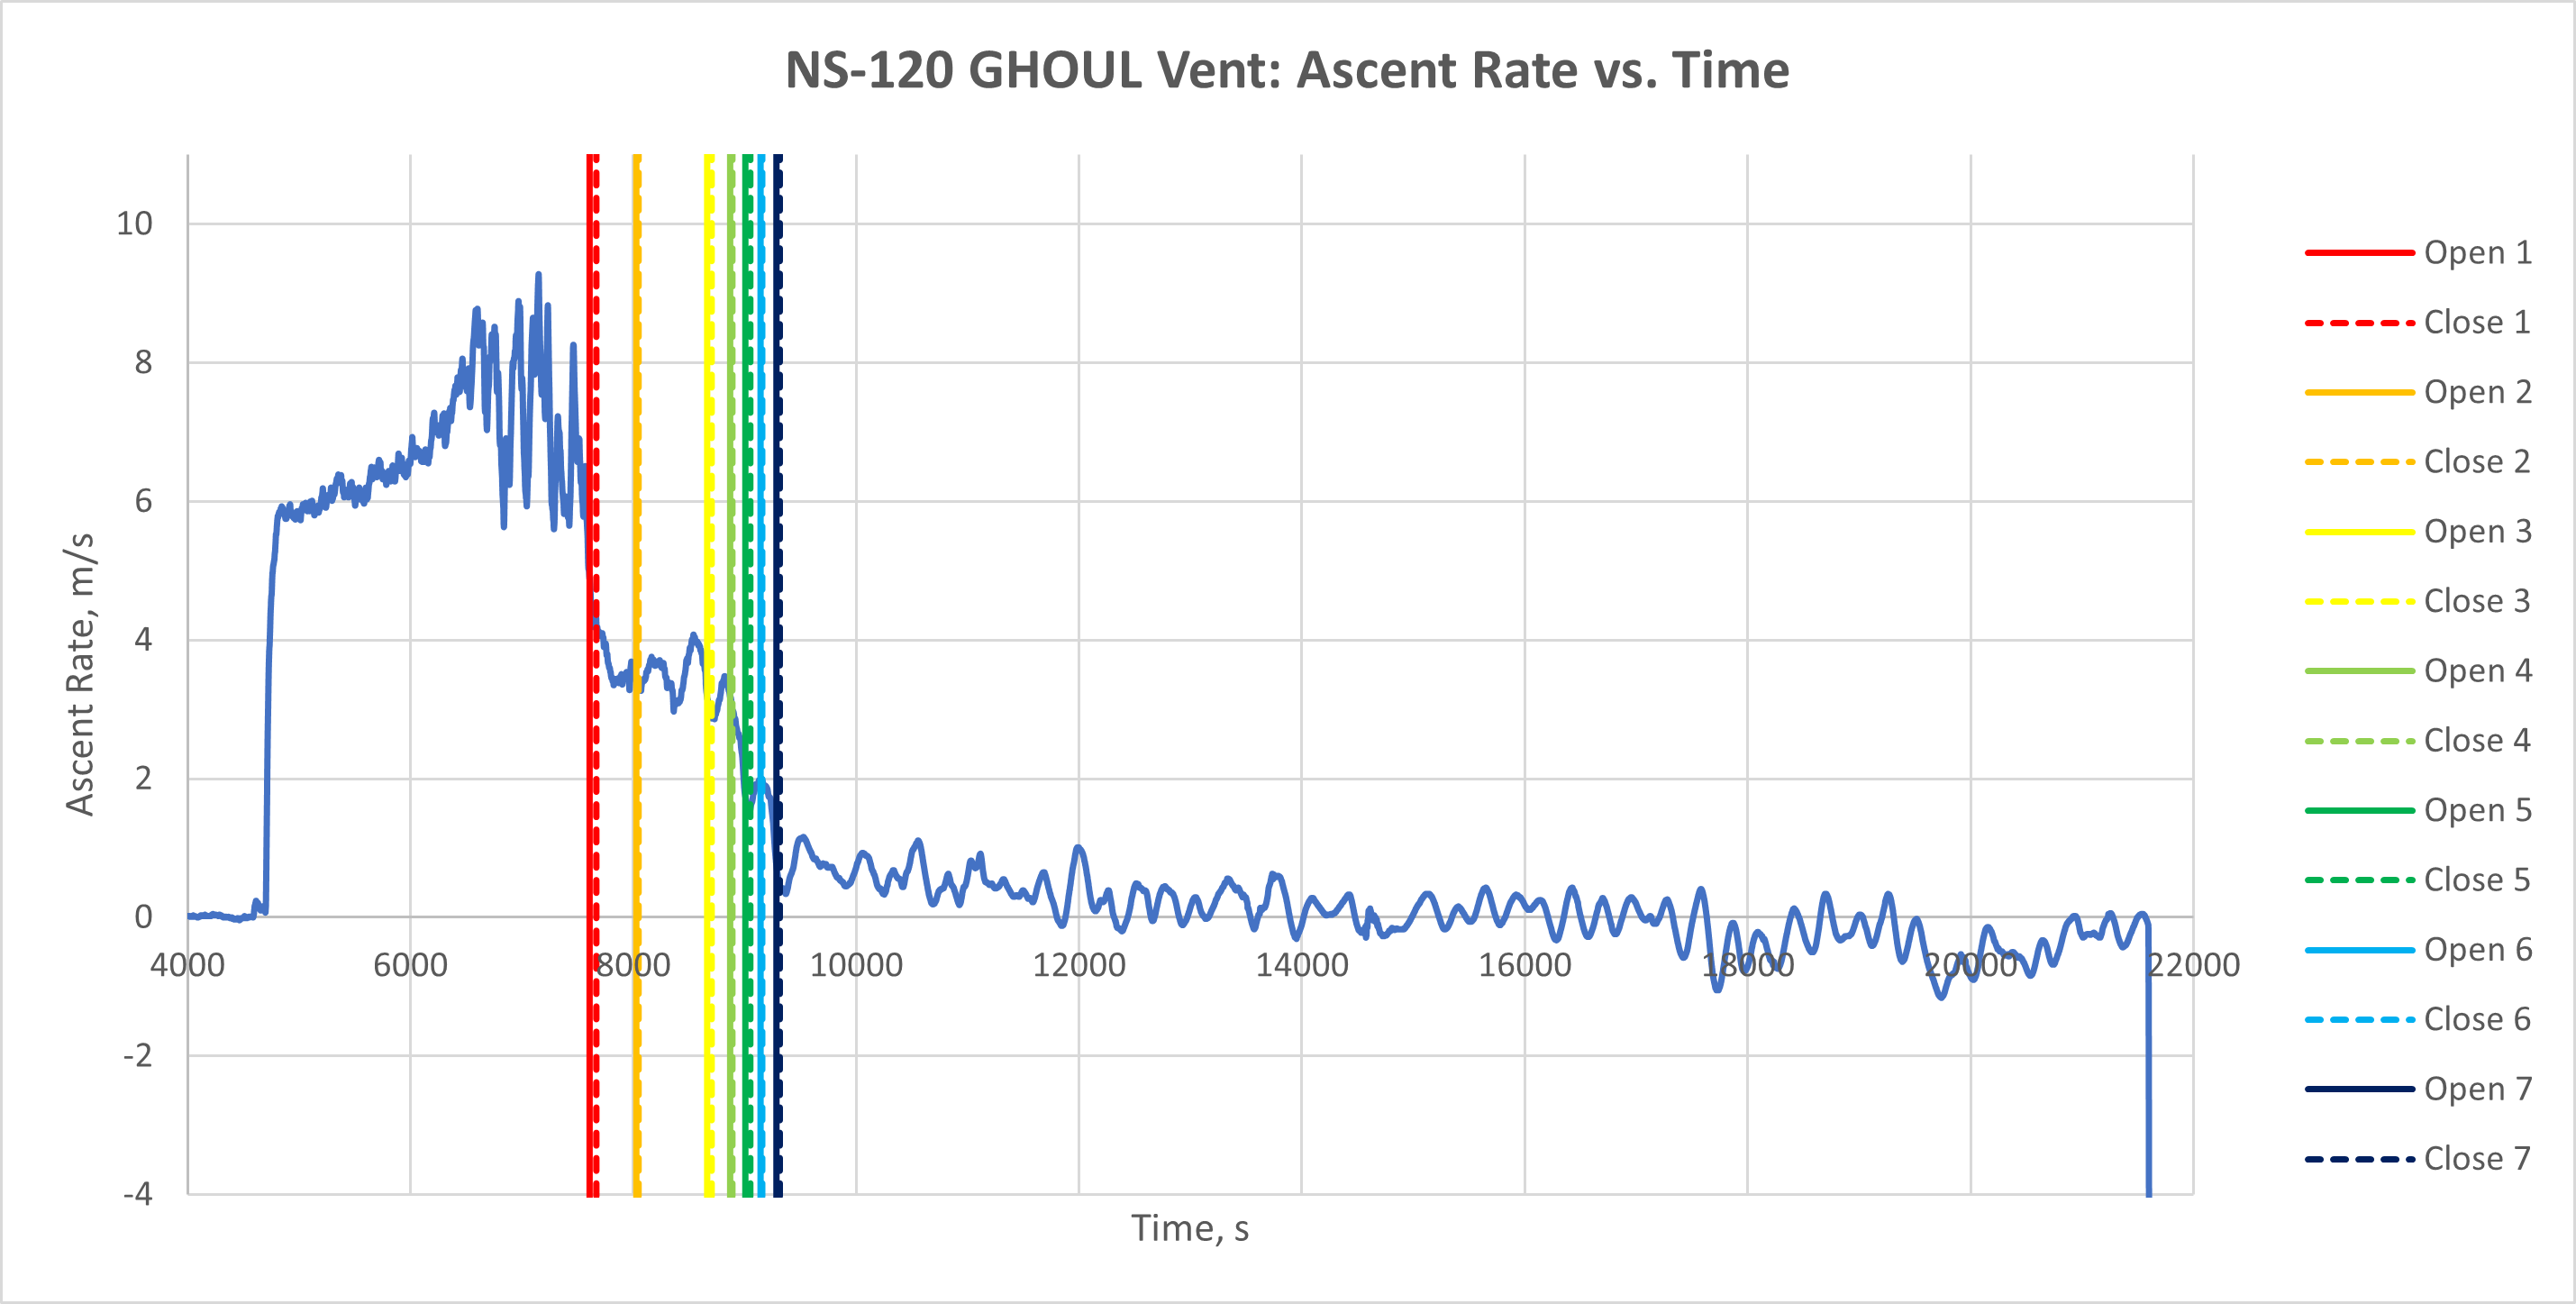 NS-120 GHOUL Vent: Ascent Rate vs. Time
10
8
6
4
2
0
-2
-4
Ascent Rate, m/s
4000 6000 8000 10000 12000 14000 16000 18000 20000 22000
Time, s
Open 1
Close 1
Open 2
Close 2
Open 3
Close 3
Open 4
Close 4
Open 5
Close 5
Open 6
Close 6
Open 7
Close 7